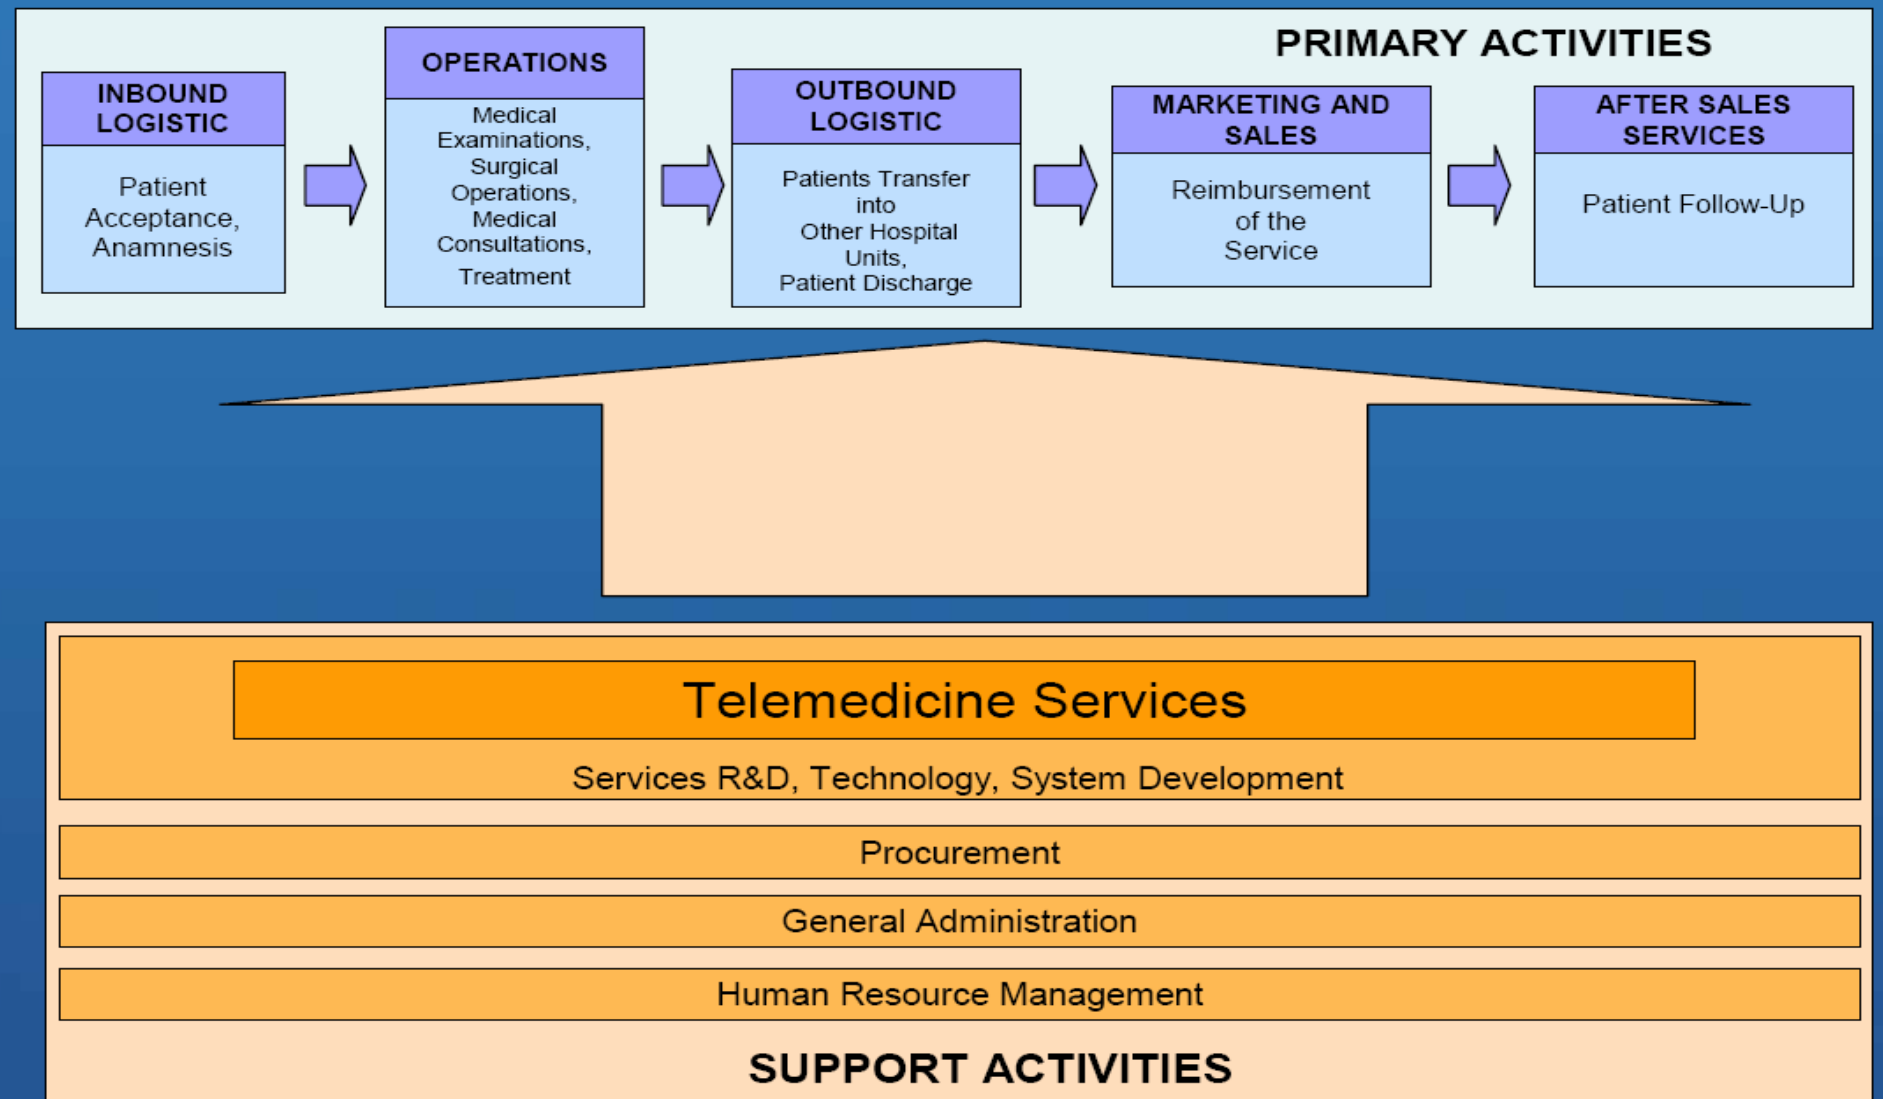 PRIMARY ACTIVITIES
INBOUND
LOGISTIC
Patient
Acceptance,
Anamnesis
OPERATIONS
Medical
Examinations,
Surgical
Operations,
Medical
Consultations,
Treatment
OUTBOUND
LOGISTIC
Patients Transfer
into
Other Hospital
Units,
Patient Discharge
MARKETING AND
SALES
Reimbursement
of the
Service
AFTER SALES
SERVICES
Patient Follow-Up
Telemedicine Services
Services R&D, Technology, System Development
Procurement
General Administration
Human Resource Management
SUPPORT ACTIVITIES